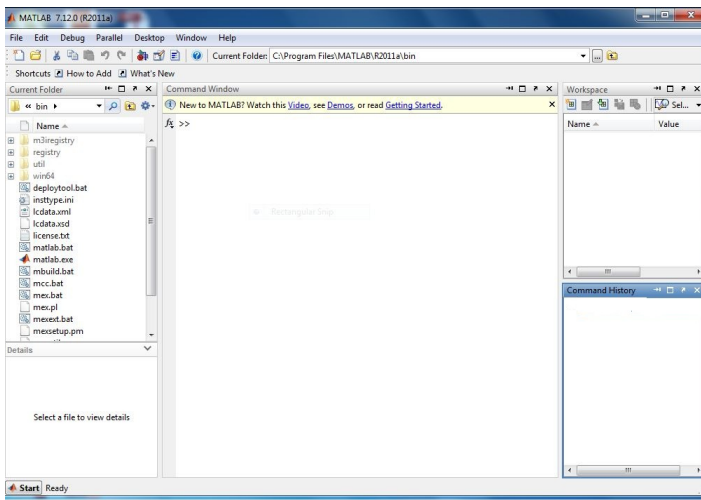 MATLAB 7.12.0 (R2011a)
File Edit Debug Parallel Desktop Window Help
Current Folder: C:\Program Files\MATLAB\R2011a\bin
Shortcuts How to Add What's New
Current Folder
« bin
Name
m3iregistry
registry
util
win64
deploytool.bat
insttype.ini
lcdata.xml
lcdata.xsd
license.txt
matlab.bat
matlab.exe
mbuild.bat
mcc.bat
mex.bat
mex.pl
mexext.bat
mexsetup.pm
Details
Select a file to view details
Command Window
New to MATLAB? Watch this Video, see Demos, or read Getting Started.
fx >>
Rectangular Snip
Workspace
Sel...
Name Value
Command History
Start Ready